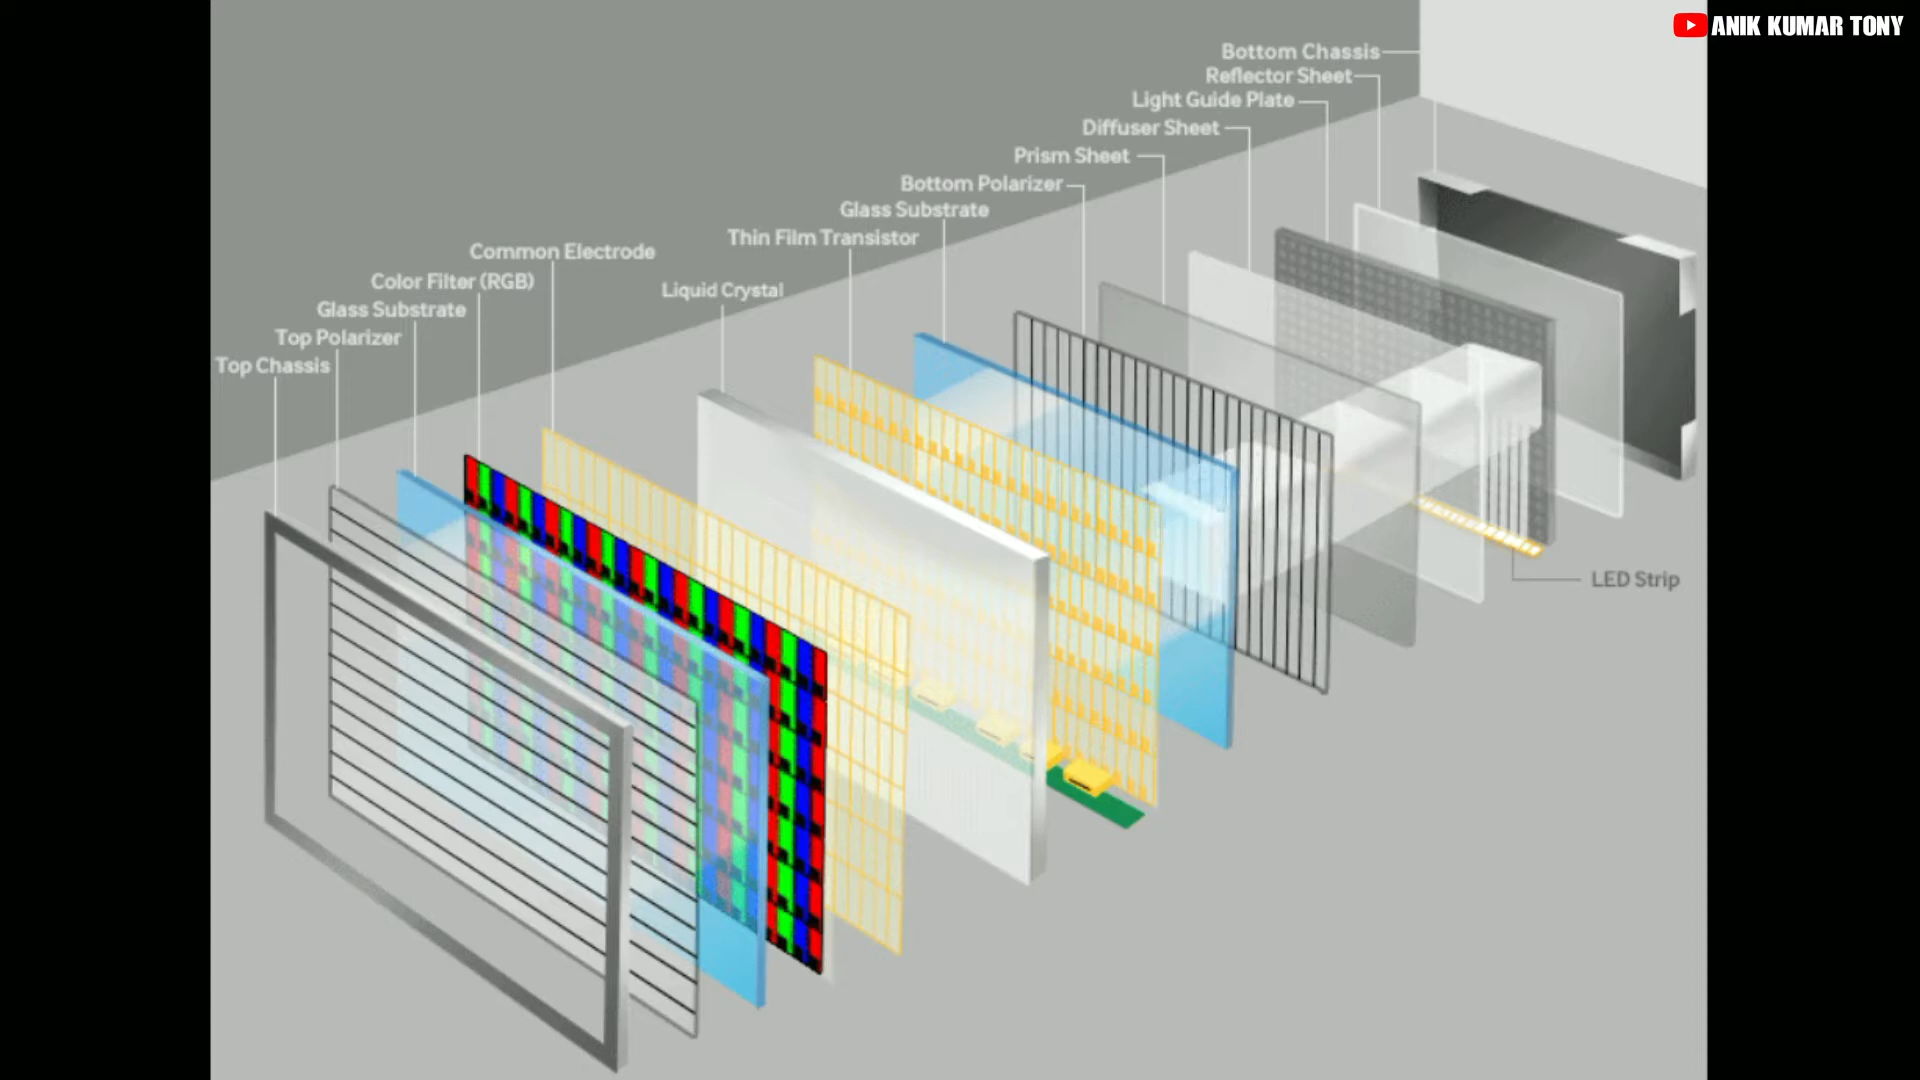 ANIK KUMAR TONY
Bottom Chassis
Reflector Sheet
Light Guide Plate
Diffuser Sheet
Prism Sheet
Bottom Polarizer
Glass Substrate
Thin Film Transistor
Common Electrode
Color Filter (RGB)
Liquid Crystal
Glass Substrate
Top Polarizer
Top Chassis
LED Strip